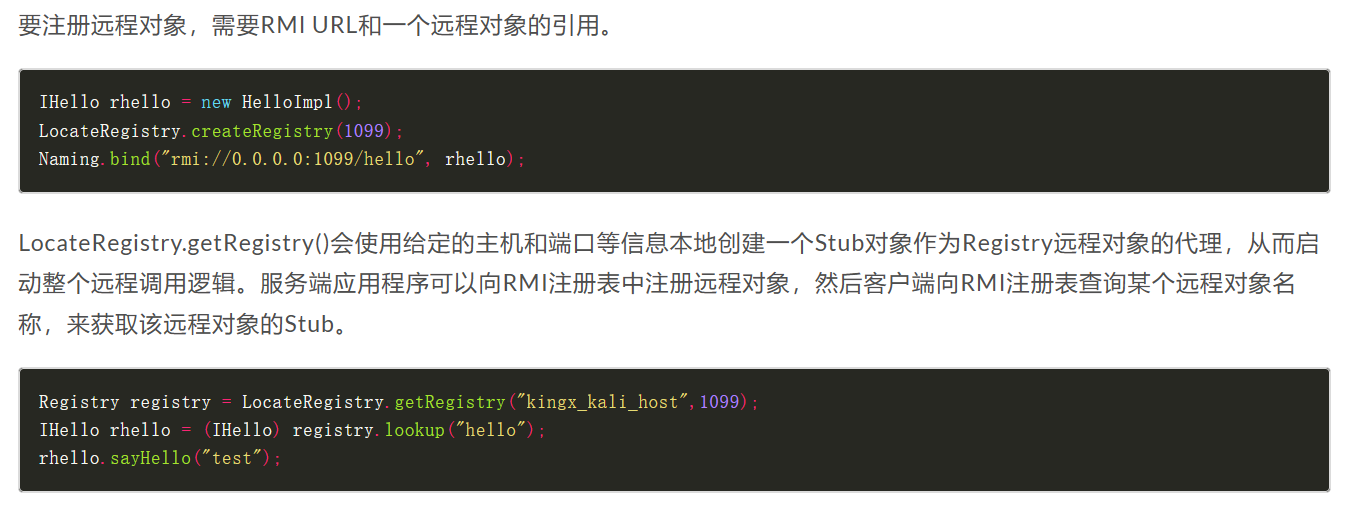 要注册远程对象，需要RMI URL和一个远程对象的引用。
IHello rhello = new HelloImpl();
LocateRegistry.createRegistry(1099);
Naming.bind("rmi://0.0.0.0:1099/hello", rhello);
LocateRegistry.getRegistry()会使用给定的主机和端口等信息本地创建一个Stub对象作为Registry远程对象的代理，从而启
动整个远程调用逻辑。服务端应用程序可以向RMI注册表中注册远程对象，然后客户端向RMI注册表查询某个远程对象名
称，来获取该远程对象的Stub。
Registry registry = LocateRegistry.getRegistry("kingx_kali_host",1099);
IHello rhello = (IHello) registry.lookup("hello");
rhello.sayHello("test");